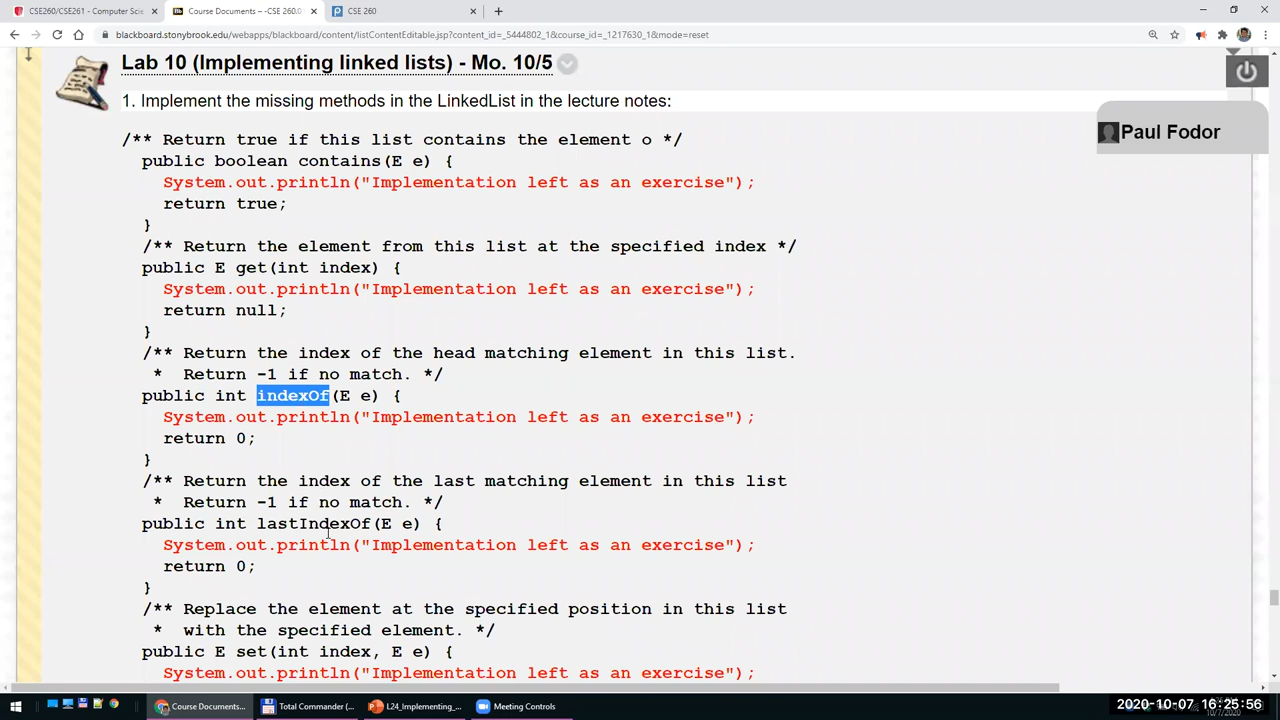 CSE260/CSE261 - Computer Scie
Course Documents – -CSE 260.0
CSE 260
blackboard.stonybrook.edu/webapps/blackboard/content/listContentEditable.jsp?content_id=_5444802_1&course_id=_1217630_1&mode=reset
Lab 10 (Implementing linked lists) - Mo. 10/5
1. Implement the missing methods in the LinkedList in the lecture notes:
Paul Fodor
/** Return true if this list contains the element o */
public boolean contains(E e) {
System.out.println("Implementation left as an exercise");
return true;
}
/** Return the element from this list at the specified index */
public E get(int index) {
System.out.println("Implementation left as an exercise");
return null;
}
/** Return the index of the head matching element in this list.
* Return -1 if no match. */
public int indexOf(E e) {
System.out.println("Implementation left as an exercise");
return 0;
}
/** Return the index of the last matching element in this list
* Return -1 if no match. */
public int lastIndexOf(E e) {
System.out.println("Implementation left as an exercise");
return 0;
}
/** Replace the element at the specified position in this list
* with the specified element. */
public E set(int index, E e) {
System.out.println("Implementation left as an exercise");
Course Documents...
Total Commander (...
L24_Implementing_...
Meeting Controls
2020-10-07 16:25:56